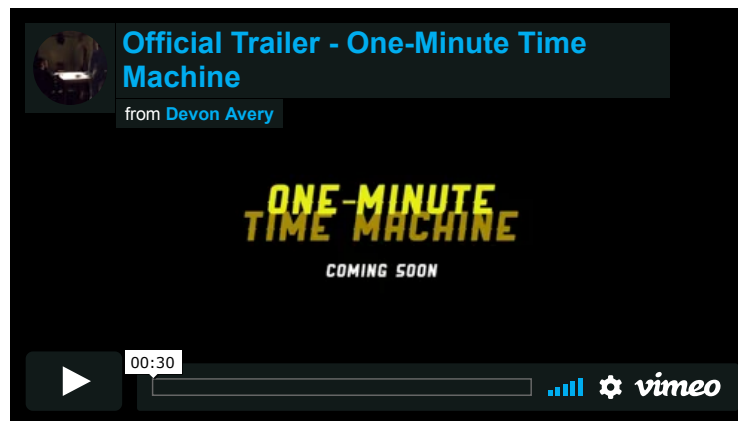 Official Trailer - One-Minute Time
Machine
from Devon Avery
ONE-MINUTE
TIME MACHINE
COMING SOON
00:30
vimeo